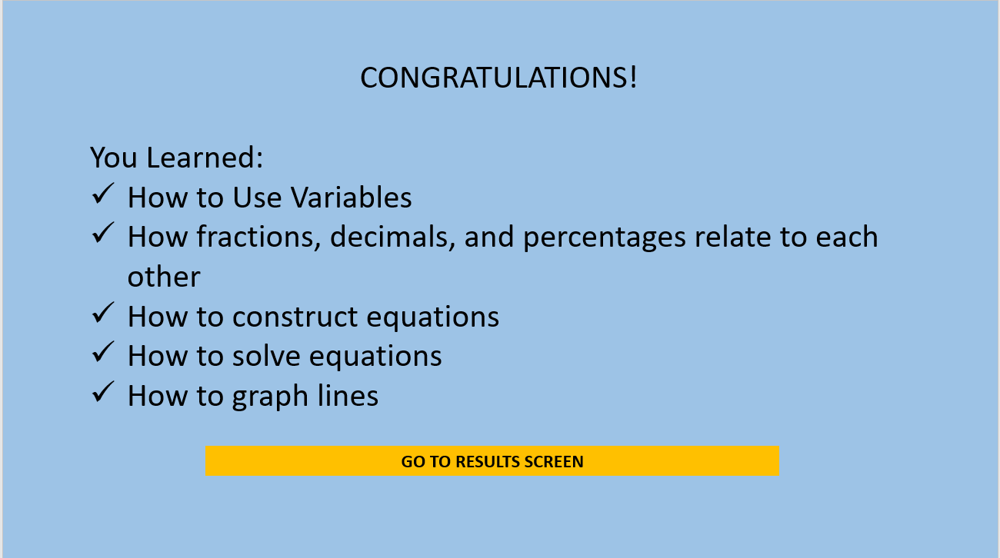 CONGRATULATIONS!
You Learned:
✓ How to Use Variables
✓ How fractions, decimals, and percentages relate to each
other
✓ How to construct equations
✓ How to solve equations
✓ How to graph lines
GO TO RESULTS SCREEN